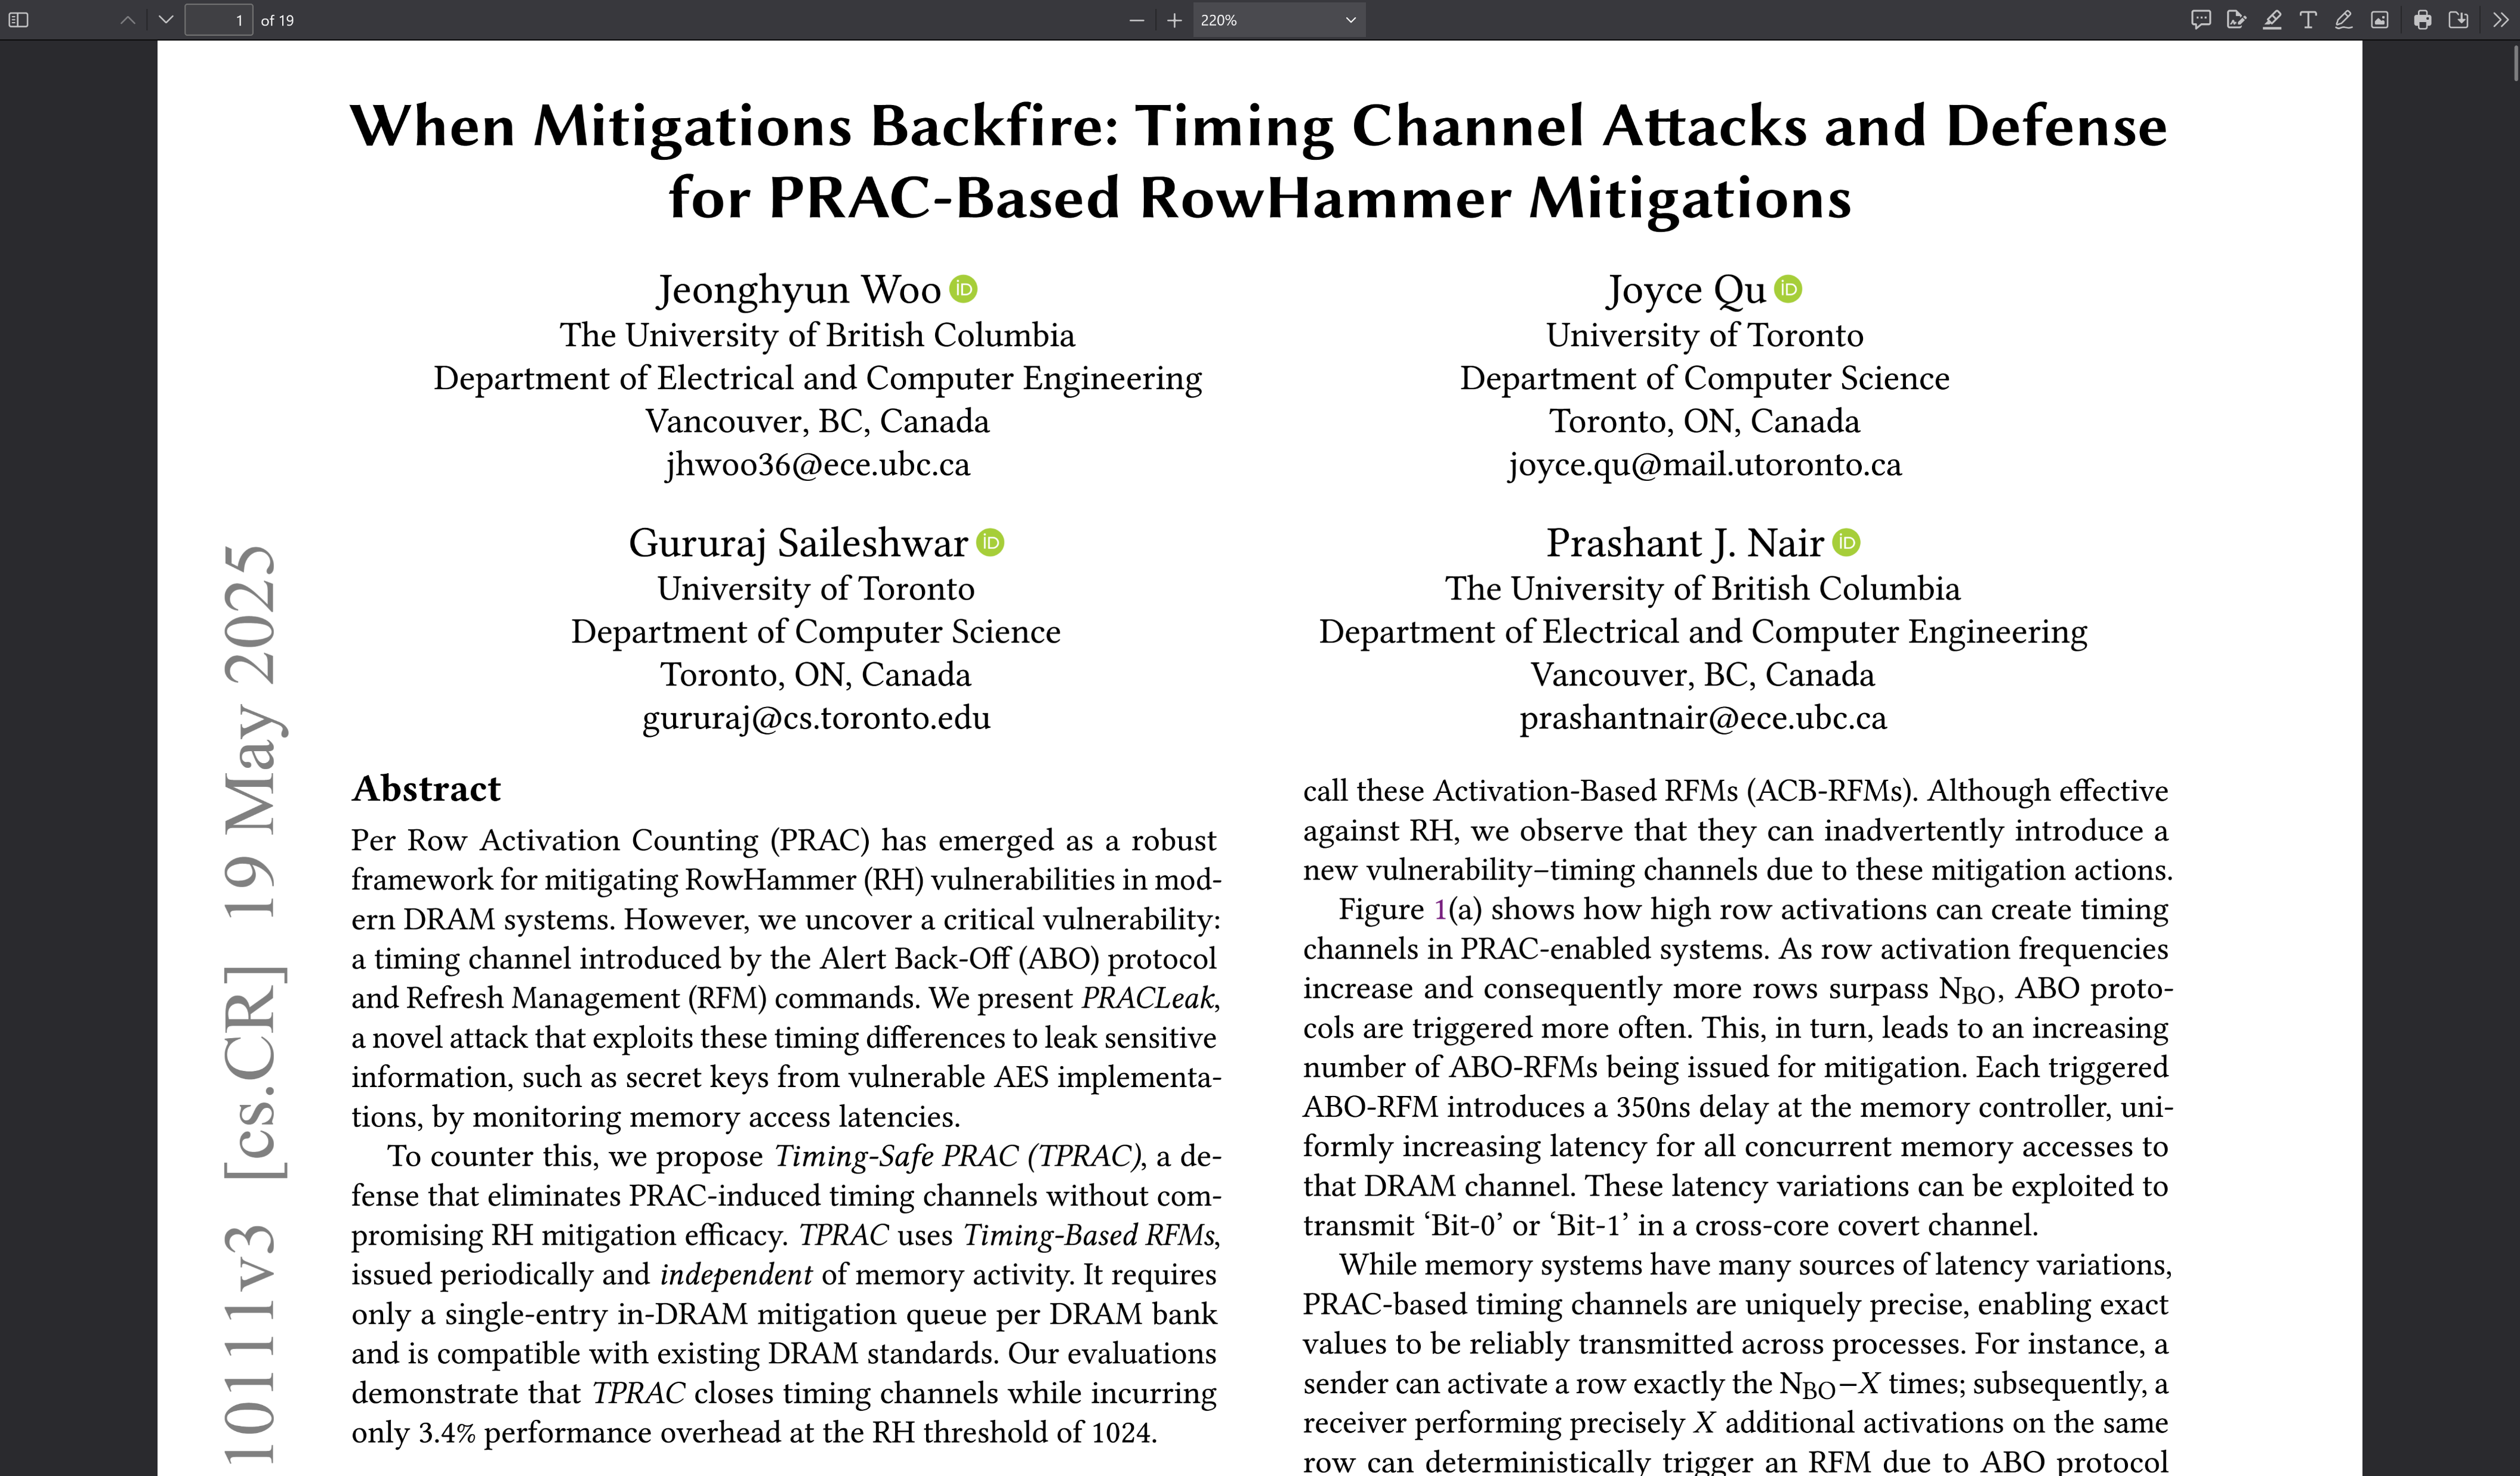 1 of 19
220%
When Mitigations Backfire: Timing Channel Attacks and Defense
for PRAC-Based RowHammer Mitigations
Jeonghyun Woo iD
The University of British Columbia
Department of Electrical and Computer Engineering
Vancouver, BC, Canada
jhwoo36@ece.ubc.ca
Joyce Qu iD
University of Toronto
Department of Computer Science
Toronto, ON, Canada
joyce.qu@mail.utoronto.ca
Gururaj Saileshwar iD
University of Toronto
Department of Computer Science
Toronto, ON, Canada
gururaj@cs.toronto.edu
Prashant J. Nair iD
The University of British Columbia
Department of Electrical and Computer Engineering
Vancouver, BC, Canada
prashantnair@ece.ubc.ca
10111v3 [cs.CR] 19 May 2025
Abstract
Per Row Activation Counting (PRAC) has emerged as a robust
framework for mitigating RowHammer (RH) vulnerabilities in mod-
ern DRAM systems. However, we uncover a critical vulnerability:
a timing channel introduced by the Alert Back-Off (ABO) protocol
and Refresh Management (RFM) commands. We present PRACLeak,
a novel attack that exploits these timing differences to leak sensitive
information, such as secret keys from vulnerable AES implementa-
tions, by monitoring memory access latencies.
To counter this, we propose Timing-Safe PRAC (TPRAC), a de-
fense that eliminates PRAC-induced timing channels without com-
promising RH mitigation efficacy. TPRAC uses Timing-Based RFMs,
issued periodically and independent of memory activity. It requires
only a single-entry in-DRAM mitigation queue per DRAM bank
and is compatible with existing DRAM standards. Our evaluations
demonstrate that TPRAC closes timing channels while incurring
only 3.4% performance overhead at the RH threshold of 1024.
call these Activation-Based RFMs (ACB-RFMs). Although effective
against RH, we observe that they can inadvertently introduce a
new vulnerability–timing channels due to these mitigation actions.
Figure 1(a) shows how high row activations can create timing
channels in PRAC-enabled systems. As row activation frequencies
increase and consequently more rows surpass NBO, ABO proto-
cols are triggered more often. This, in turn, leads to an increasing
number of ABO-RFMs being issued for mitigation. Each triggered
ABO-RFM introduces a 350ns delay at the memory controller, uni-
formly increasing latency for all concurrent memory accesses to
that DRAM channel. These latency variations can be exploited to
transmit ‘Bit-0’ or ‘Bit-1’ in a cross-core covert channel.
While memory systems have many sources of latency variations,
PRAC-based timing channels are uniquely precise, enabling exact
values to be reliably transmitted across processes. For instance, a
sender can activate a row exactly the NBO−X times; subsequently, a
receiver performing precisely X additional activations on the same
row can deterministically trigger an RFM due to ABO protocol